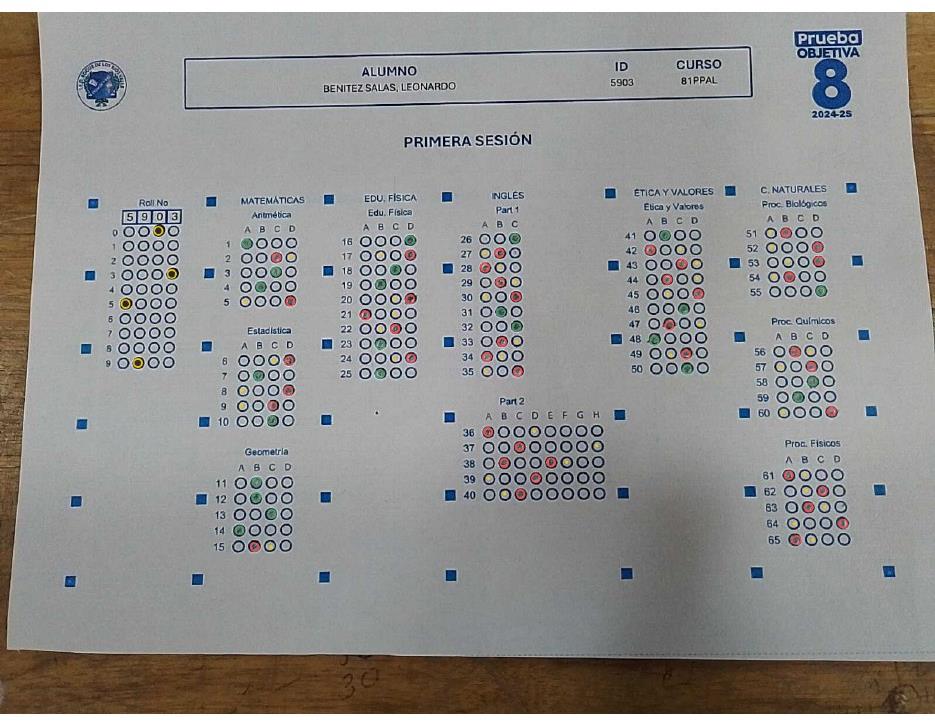 Prueba
OBJETIVA
8
2024-25
ALUMNO ID CURSO
BENITEZ SALAS, LEONARDO 5903 81PPAL
PRIMERA SESIÓN
Roll No
5 9 0 3
0
1
2
3
4
5
6
7
8
9
MATEMÁTICAS
Aritmética
A B C D
1
2
3
4
5
Estadística
A B C D
6
7
8
9
10
Geometría
A B C D
11
12
13
14
15
EDU. FÍSICA
Edu. Física
A B C D
16
17
18
19
20
21
22
23
24
25
INGLÉS
Part 1
A B C
26
27
28
29
30
31
32
33
34
35
Part 2
A B C D E F G H
36
37
38
39
40
ÉTICA Y VALORES
Ética y Valores
A B C D
41
42
43
44
45
46
47
48
49
50
C. NATURALES
Proc. Biológicos
A B C D
51
52
53
54
55
Proc. Químicos
A B C D
56
57
58
59
60
Proc. Físicos
A B C D
61
62
63
64
65
30